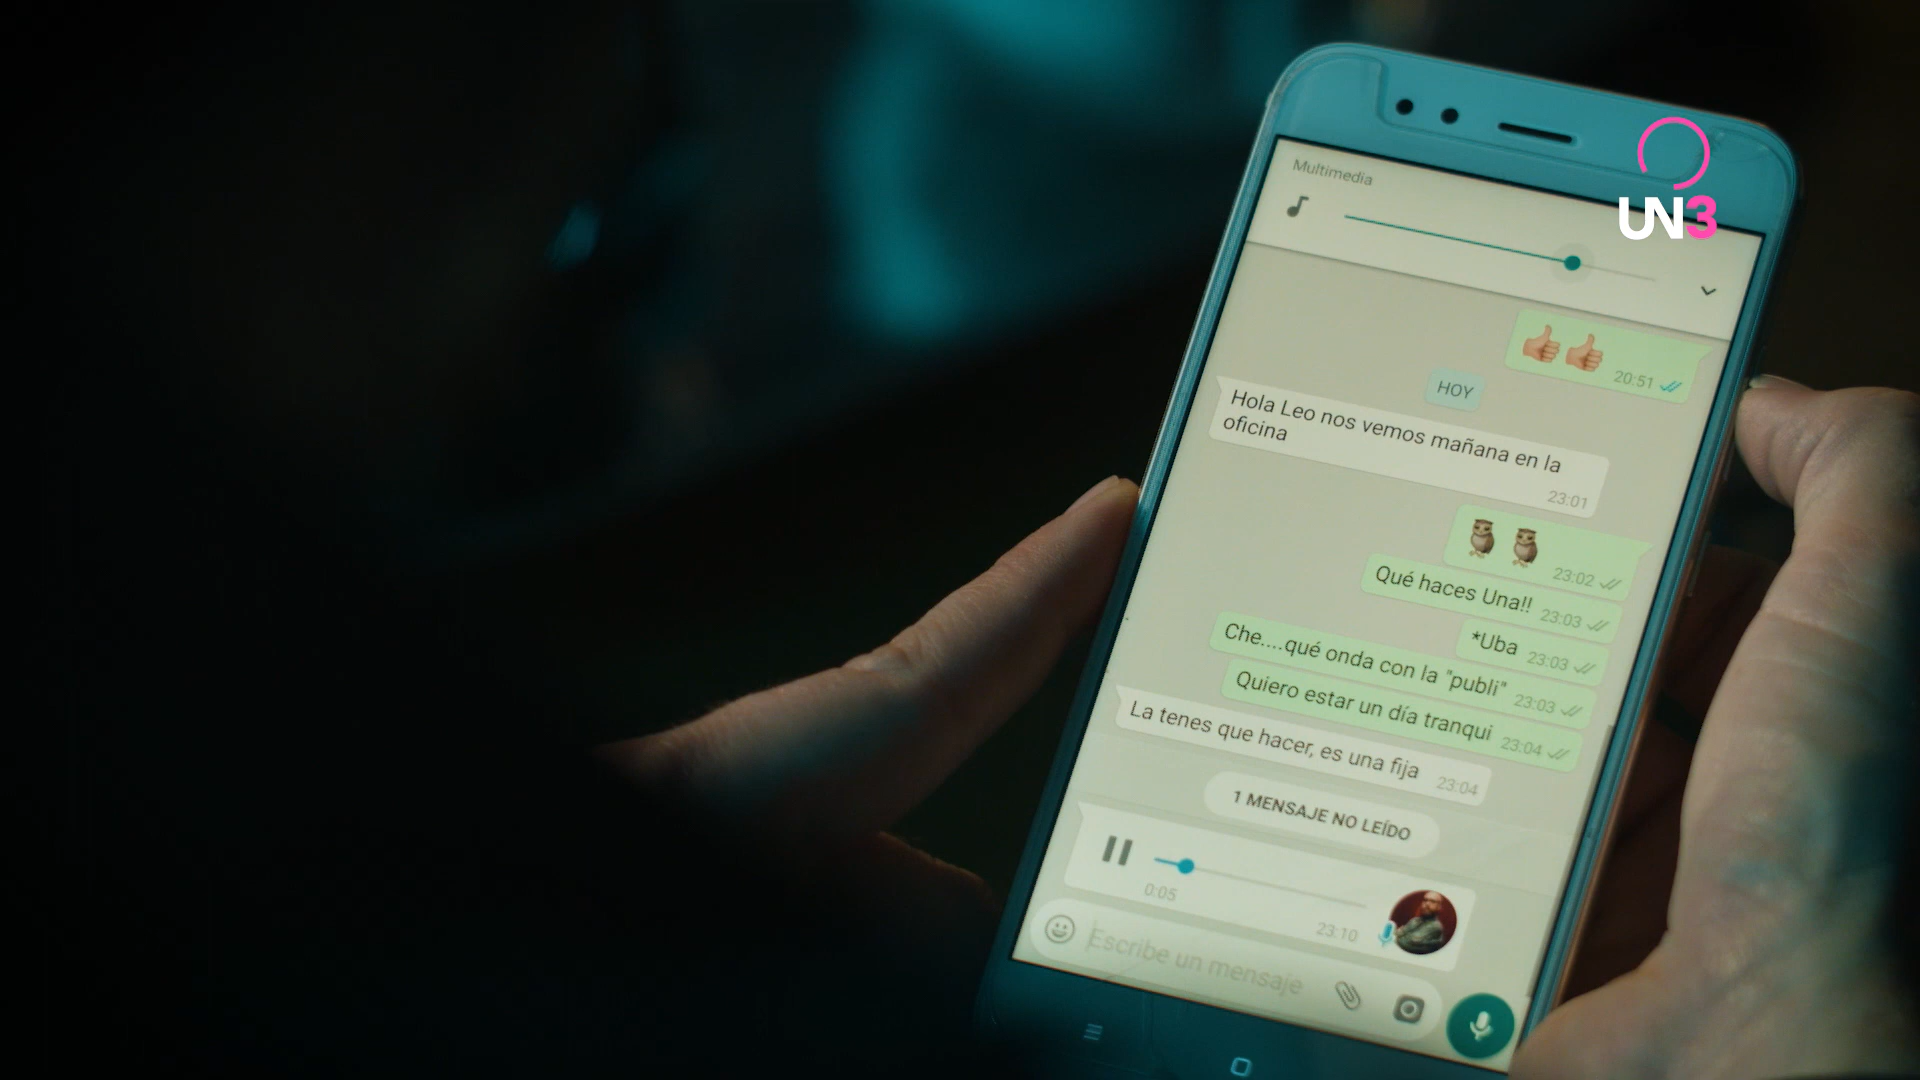 Multimedia
UN3
20:51
HOY
Hola Leo nos vemos mañana en la
oficina
23:01
23:02
Qué haces Una!! 23:03
*Uba 23:03
Che....qué onda con la "publi" 23:03
Quiero estar un día tranqui 23:04
La tenes que hacer, es una fija 23:04
1 MENSAJE NO LEÍDO
0:05
23:10
Escribe un mensaje